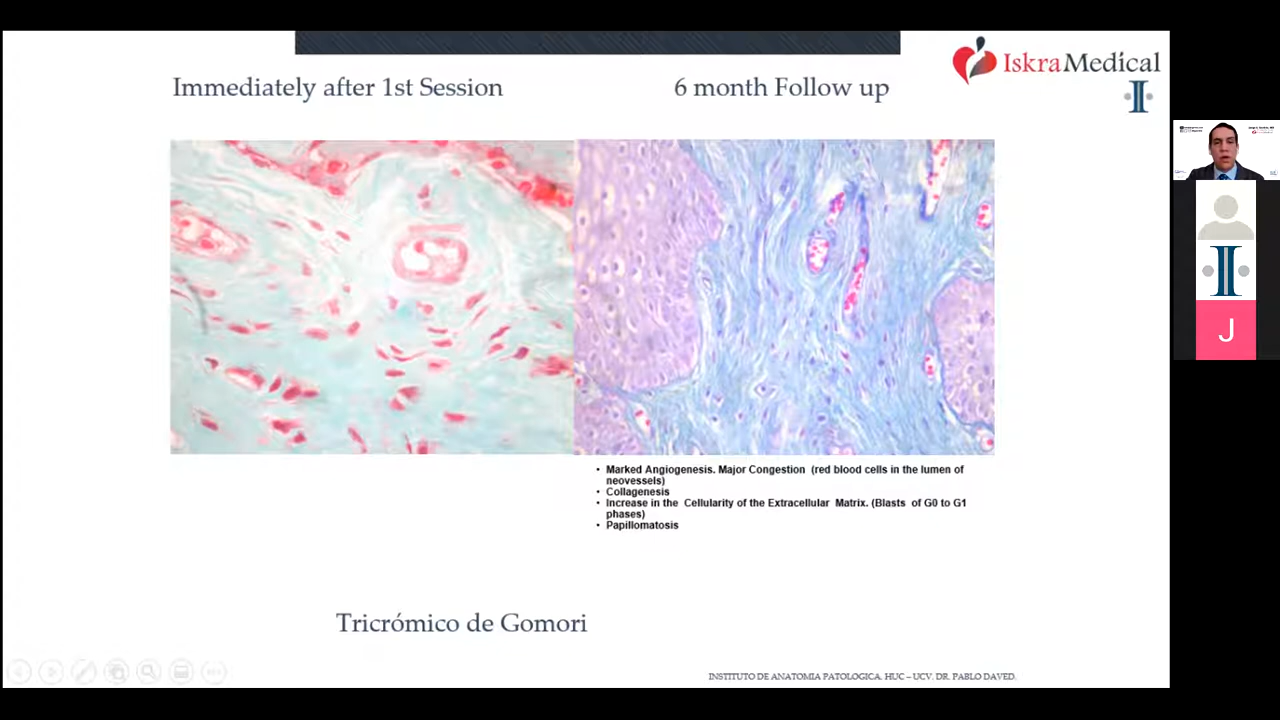 Immediately after 1st Session
6 month Follow up
IskraMedical
• Marked Angiogenesis. Major Congestion (red blood cells in the lumen of
neovessels)
• Collagenesis
• Increase in the Cellularity of the Extracellular Matrix. (Blasts of G0 to G1
phases)
• Papillomatosis
Tricrómico de Gomori
INSTITUTO DE ANATOMIA PATOLOGICA. HUC – UCV. DR. PABLO DAVED.
J